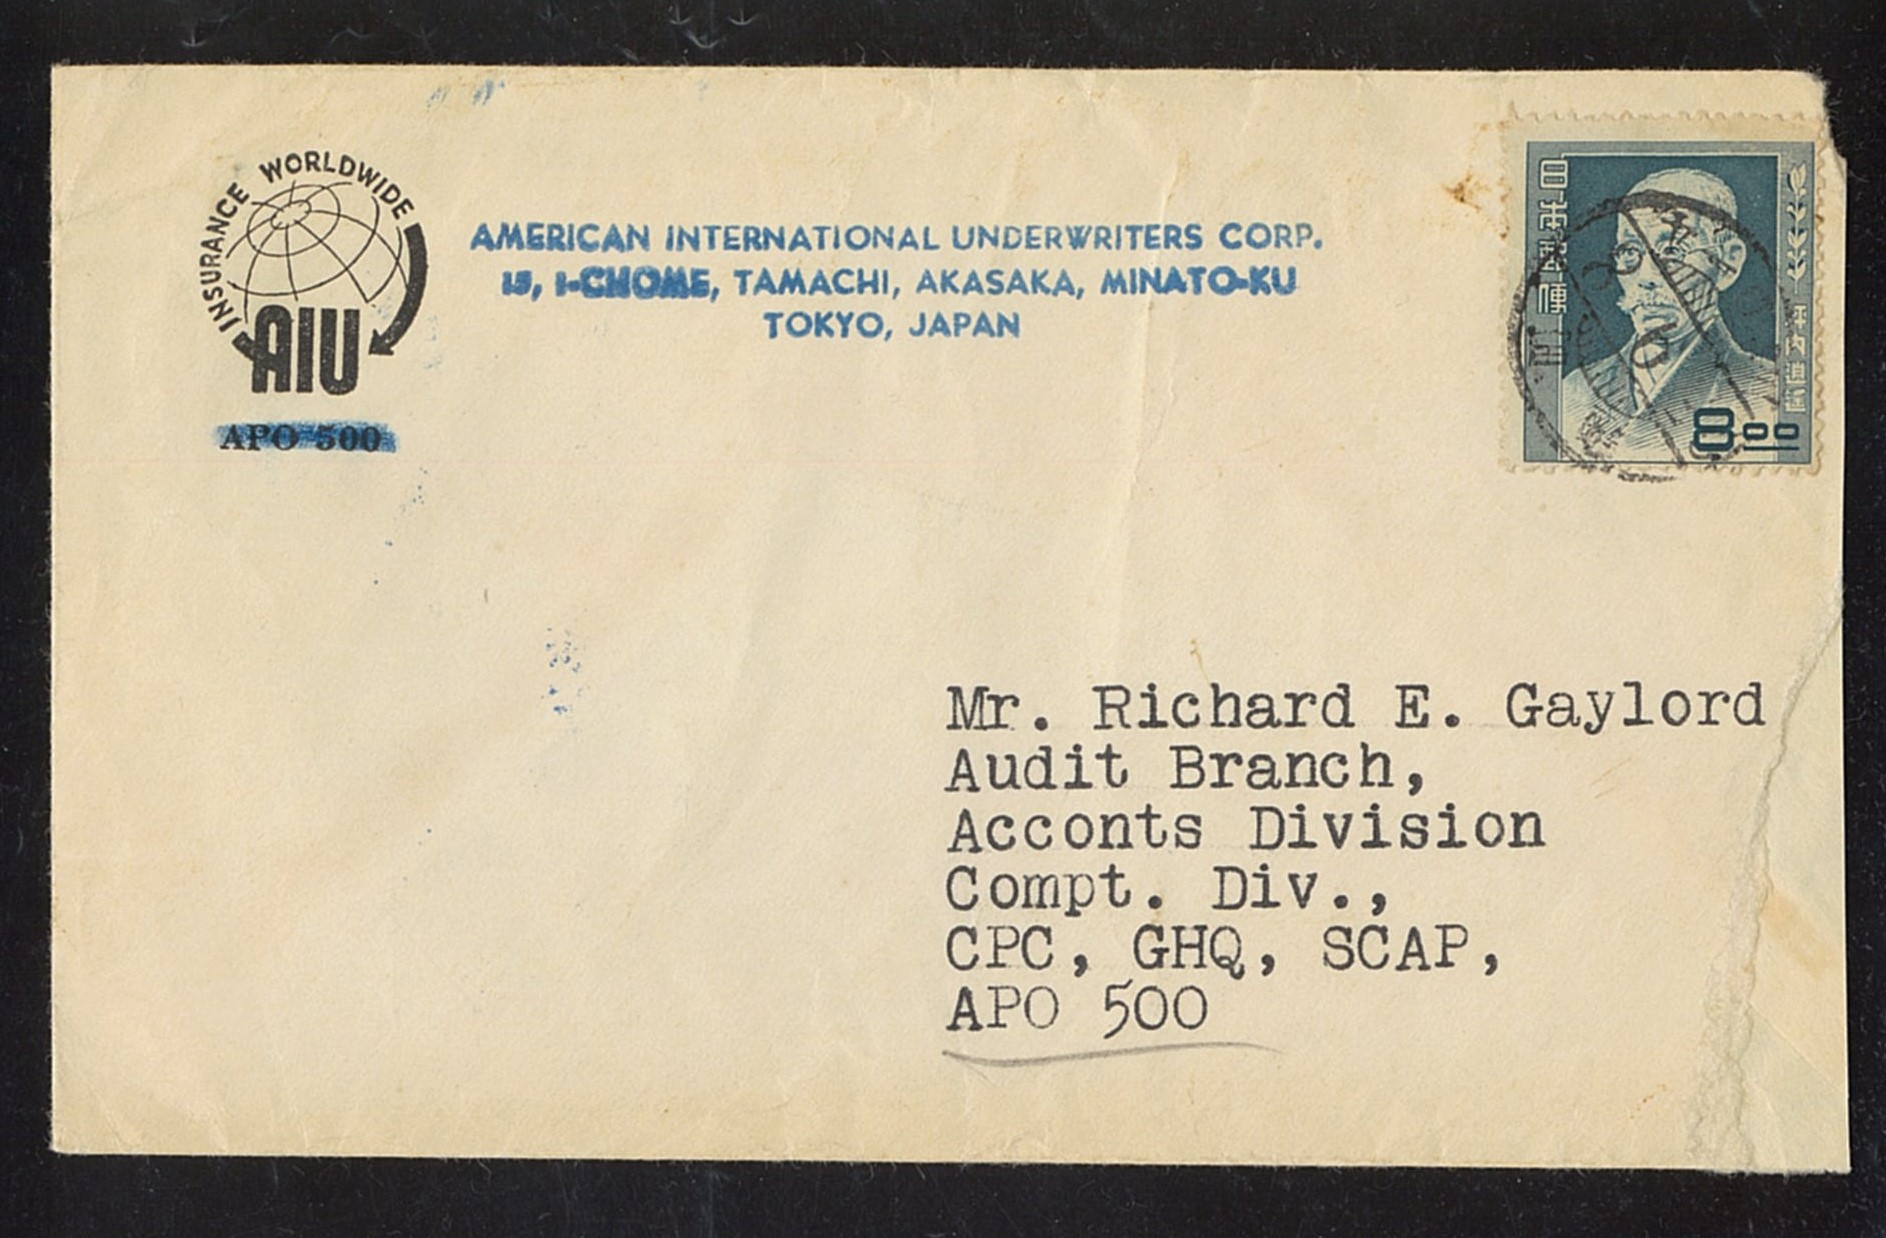 INSURANCE WORLDWIDE
AIU
APO 500
AMERICAN INTERNATIONAL UNDERWRITERS CORP.
15, 1-CHOME, TAMACHI, AKASAKA, MINATO-KU
TOKYO, JAPAN
日本郵便
坪内逍遥
8.00
Mr. Richard E. Gaylord
Audit Branch,
Acconts Division
Compt. Div.,
CPC, GHQ, SCAP,
APO 500